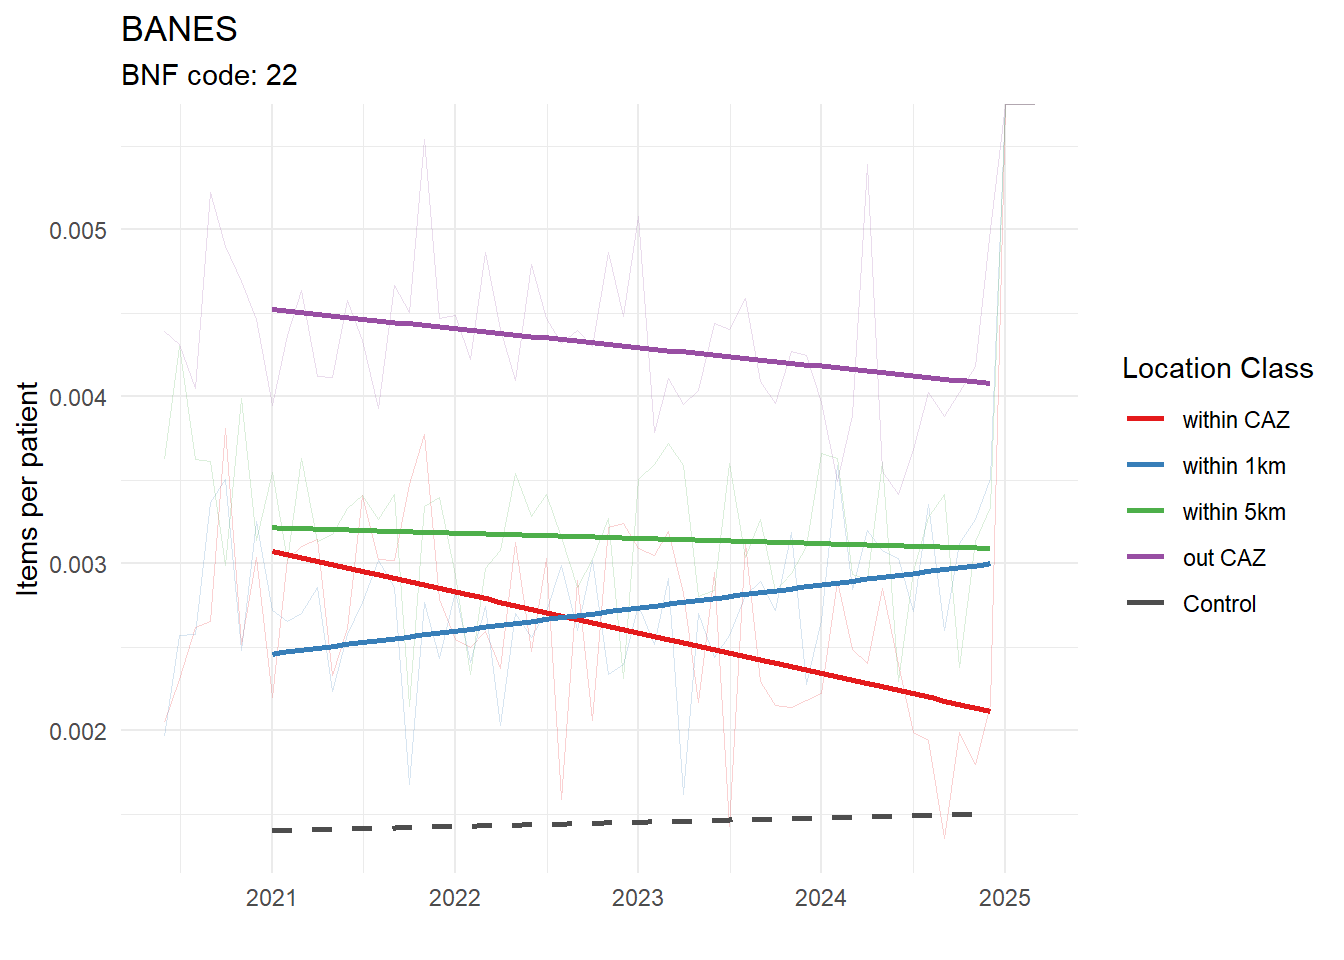 BANES
BNF code: 22
Items per patient
0.005
0.004
0.003
0.002
2021
2022
2023
2024
2025
Location Class
within CAZ
within 1km
within 5km
out CAZ
Control